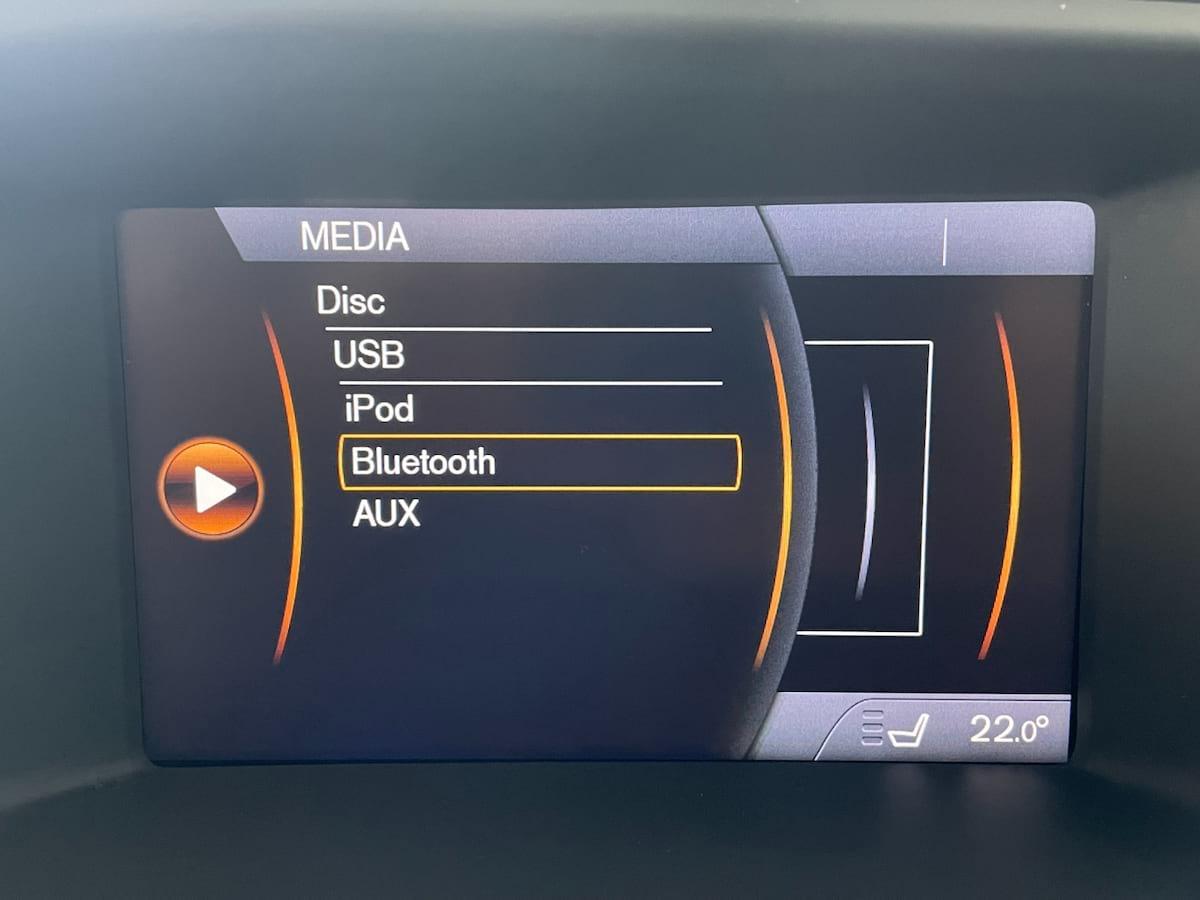 MEDIA
Disc
USB
iPod
Bluetooth
AUX
22.0°